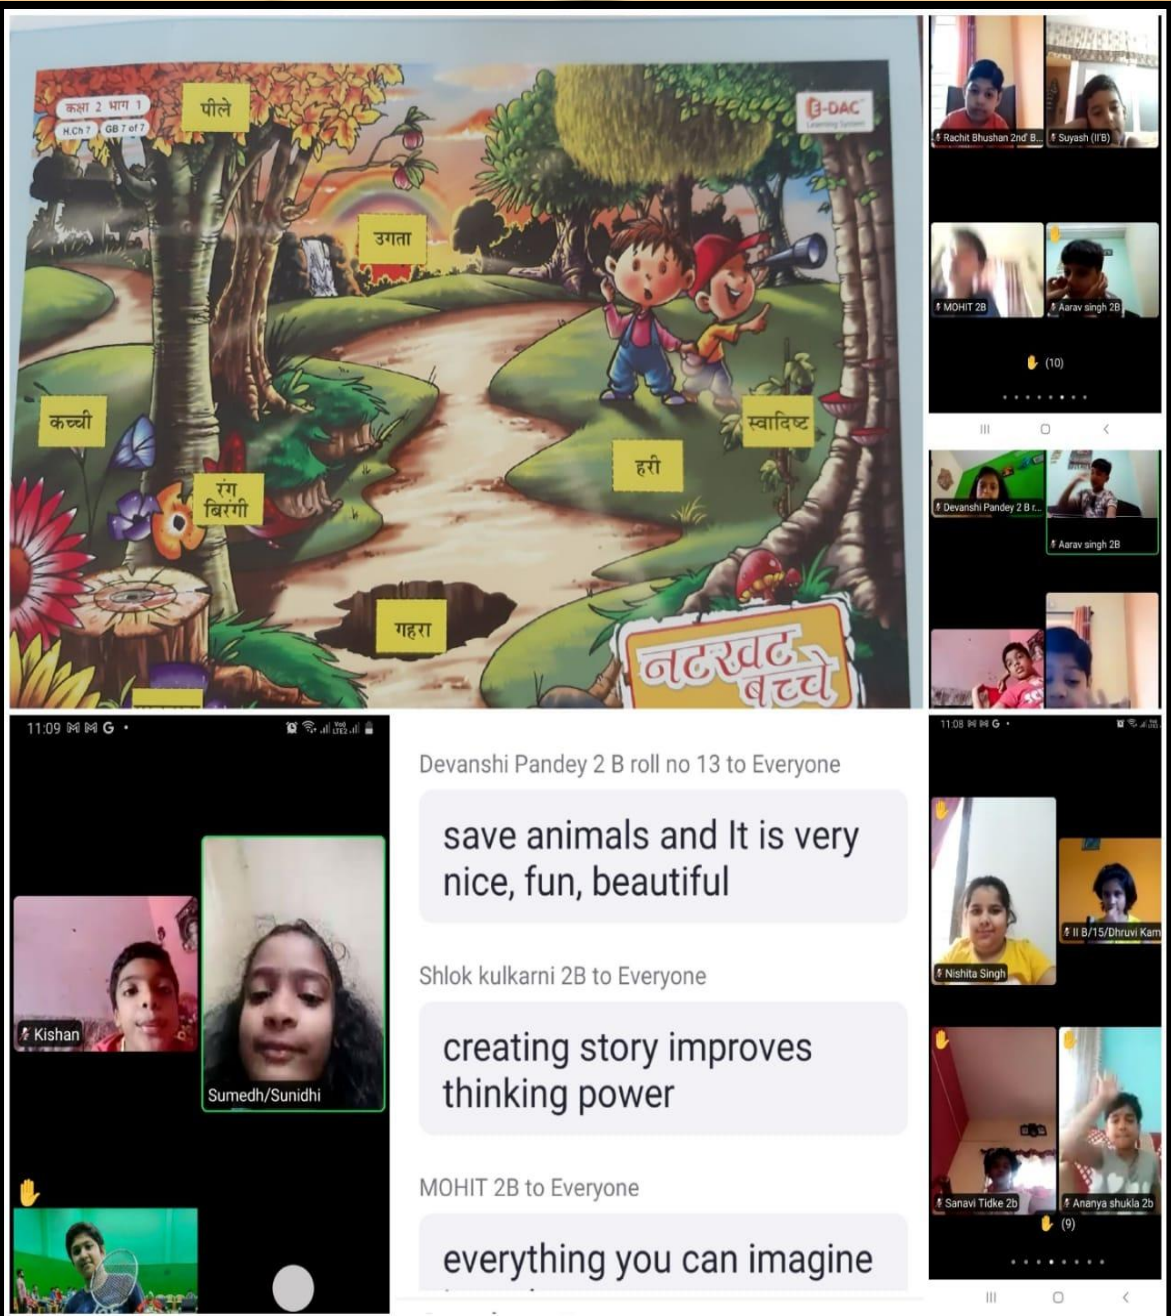 कक्षा 2 भाग 1
H.Ch 7
GB 7 of 7
पीले
E-DAC
Learning System
उगता
कच्ची
स्वादिष्ट
हरी
रंग
बिरंगी
गहरा
नटखट
बच्चे
Rachit Bhushan 2nd' B...
Suyash (II'B)
MOHIT 2B
Aarav singh 2B
(10)
Devanshi Pandey 2 B r...
Aarav singh 2B
11:09
Kishan
Sumedh/Sunidhi
Devanshi Pandey 2 B roll no 13 to Everyone
save animals and It is very
nice, fun, beautiful
Shlok kulkarni 2B to Everyone
creating story improves
thinking power
MOHIT 2B to Everyone
everything you can imagine
11:08
Nishita Singh
II B/15/Dhruvi Kam
Sanavi Tidke 2b
Ananya shukla 2b
(9)